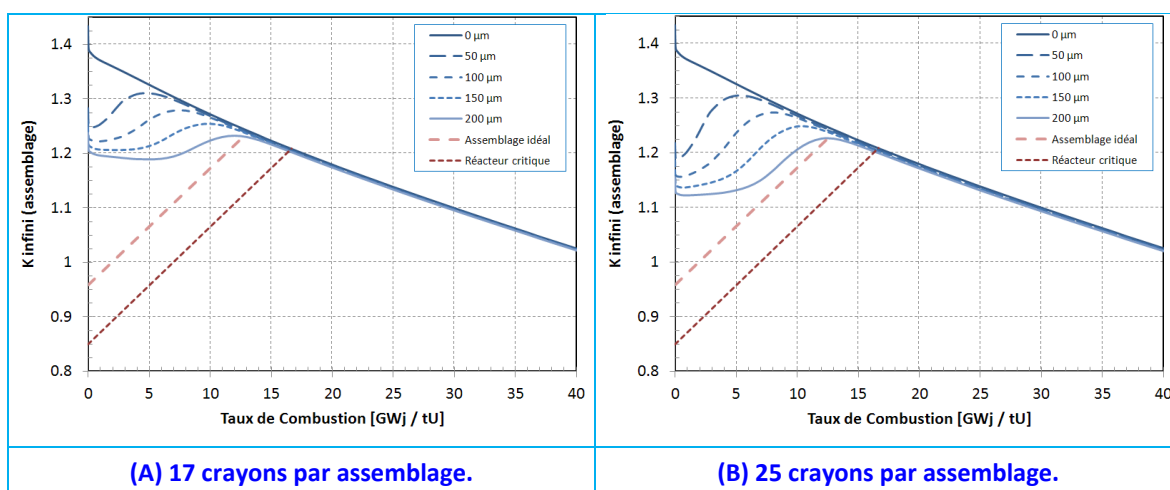 K infini (assemblage)
1.4
1.3
1.2
1.1
1
0.9
0.8
0 µm
50 µm
100 µm
150 µm
200 µm
Assemblage idéal
Réacteur critique
0 5 10 15 20 25 30 35 40
Taux de Combustion [GWj / tU]
(A) 17 crayons par assemblage.
K infini (assemblage)
1.4
1.3
1.2
1.1
1
0.9
0.8
0 µm
50 µm
100 µm
150 µm
200 µm
Assemblage idéal
Réacteur critique
0 5 10 15 20 25 30 35 40
Taux de Combustion [GWj / tU]
(B) 25 crayons par assemblage.